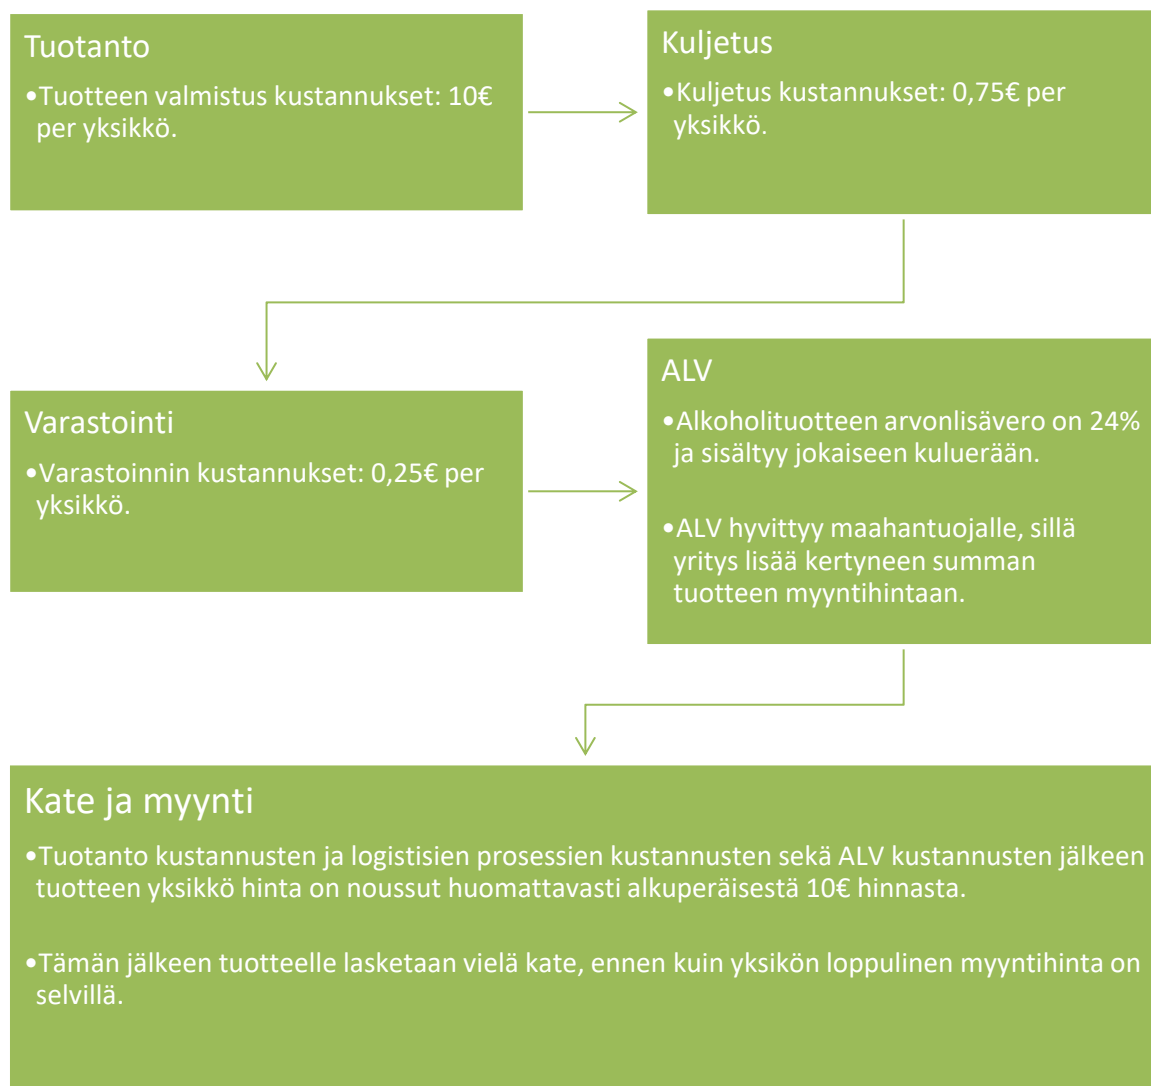 Tuotanto
•Tuotteen valmistus kustannukset: 10€
per yksikkö.
Kuljetus
•Kuljetus kustannukset: 0,75€ per
yksikkö.
Varastointi
•Varastoinnin kustannukset: 0,25€ per
yksikkö.
ALV
•Alkoholituotteen arvonlisävero on 24%
ja sisältyy jokaiseen kuluerään.
•ALV hyvittyy maahantuojalle, sillä
yritys lisää kertyneen summan
tuotteen myyntihintaan.
Kate ja myynti
•Tuotanto kustannusten ja logistisien prosessien kustannusten sekä ALV kustannusten jälkeen
tuotteen yksikkö hinta on noussut huomattavasti alkuperäisestä 10€ hinnasta.
•Tämän jälkeen tuotteelle lasketaan vielä kate, ennen kuin yksikön loppulinen myyntihinta on
selvillä.